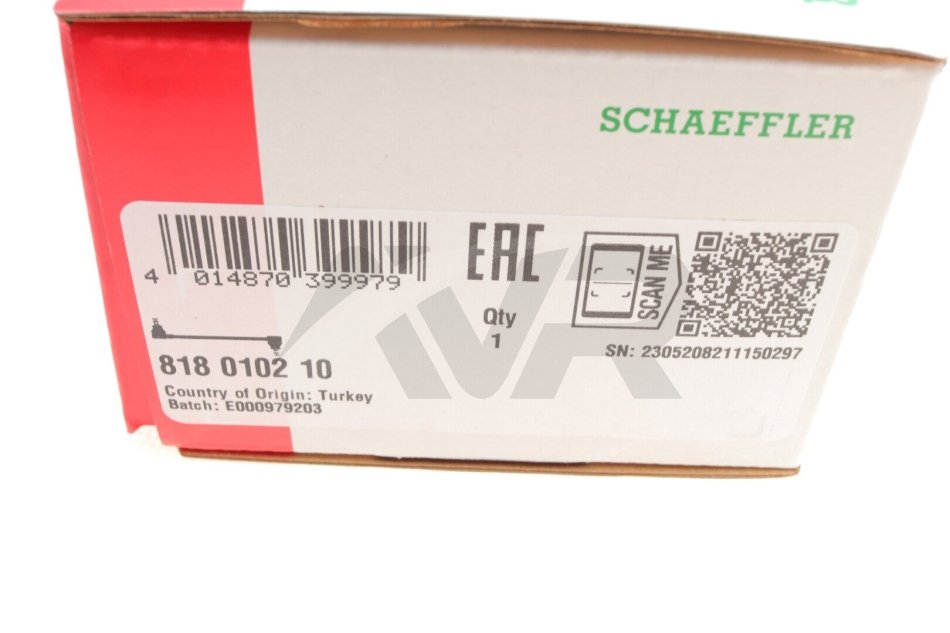 SCHAEFFLER
4 014870 399979
EAC
Qty
1
SCAN ME
SN: 2305208211150297
818 0102 10
Country of Origin: Turkey
Batch: E000979203